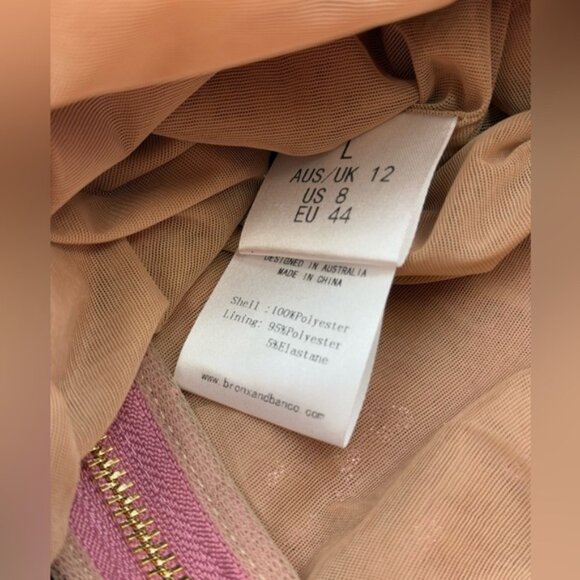 L
AUS/UK 12
US 8
EU 44
DESIGNED IN AUSTRALIA
MADE IN CHINA
Shell :100%Polyester
Lining: 95%Polyester
5%Elastane
www.bronxandbanco.com